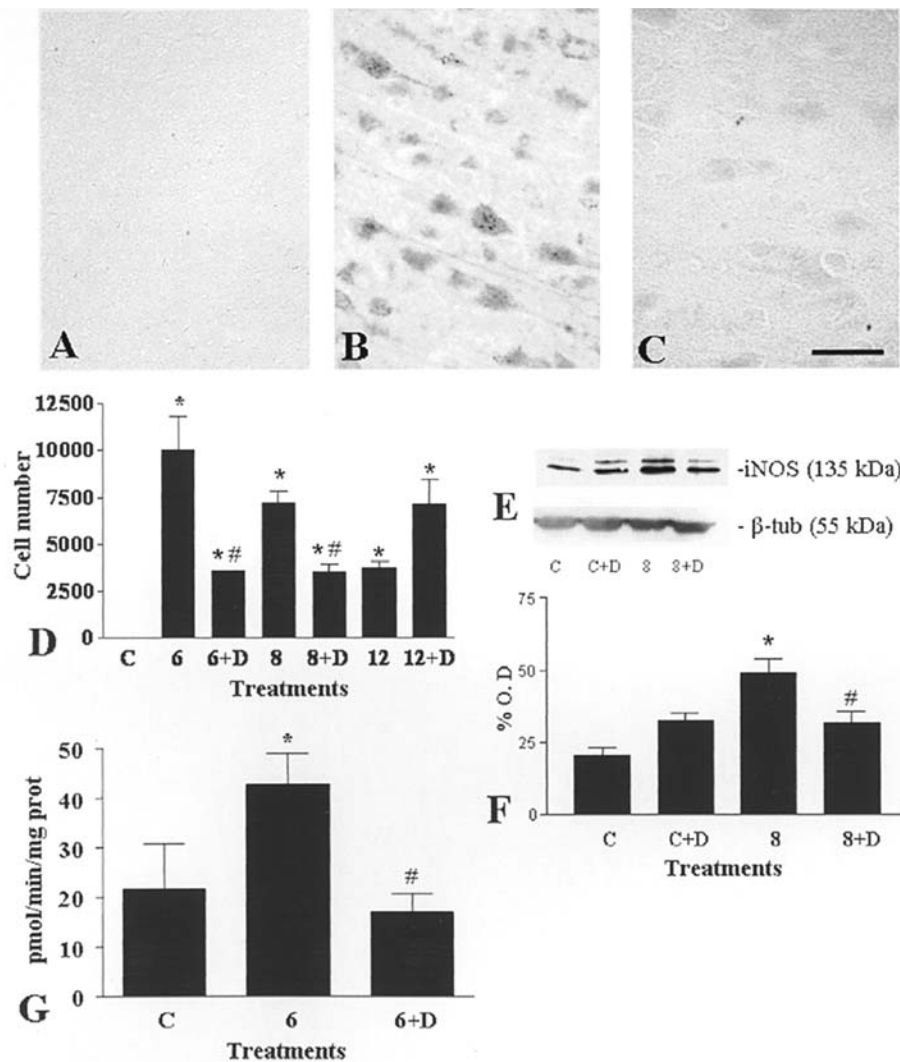 A
B
C
12500
10000
7500
5000
2500
0
Cell number
*
*#
*
*#
*
*
C 6 6+D 8 8+D 12 12+D
Treatments
D
-iNOS (135 kDa)
- β-tub (55 kDa)
E
C C+D 8 8+D
75
50
25
0
% O. D
*
#
C C+D 8 8+D
Treatments
F
50
40
30
20
10
0
pmol/min/mg prot
*
#
C 6 6+D
Treatments
G